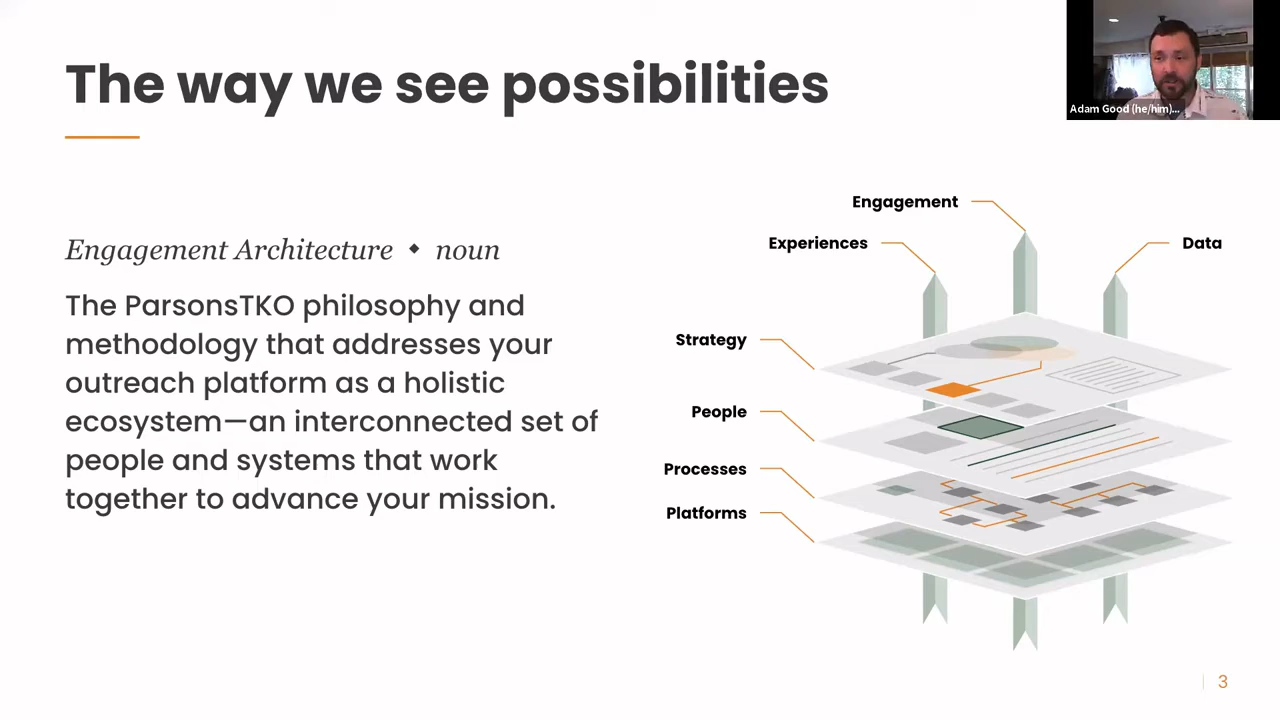 The way we see possibilities
Adam Good (he/him)...
Engagement Architecture ◆ noun
The ParsonsTKO philosophy and
methodology that addresses your
outreach platform as a holistic
ecosystem—an interconnected set of
people and systems that work
together to advance your mission.
Engagement
Experiences
Data
Strategy
People
Processes
Platforms
3